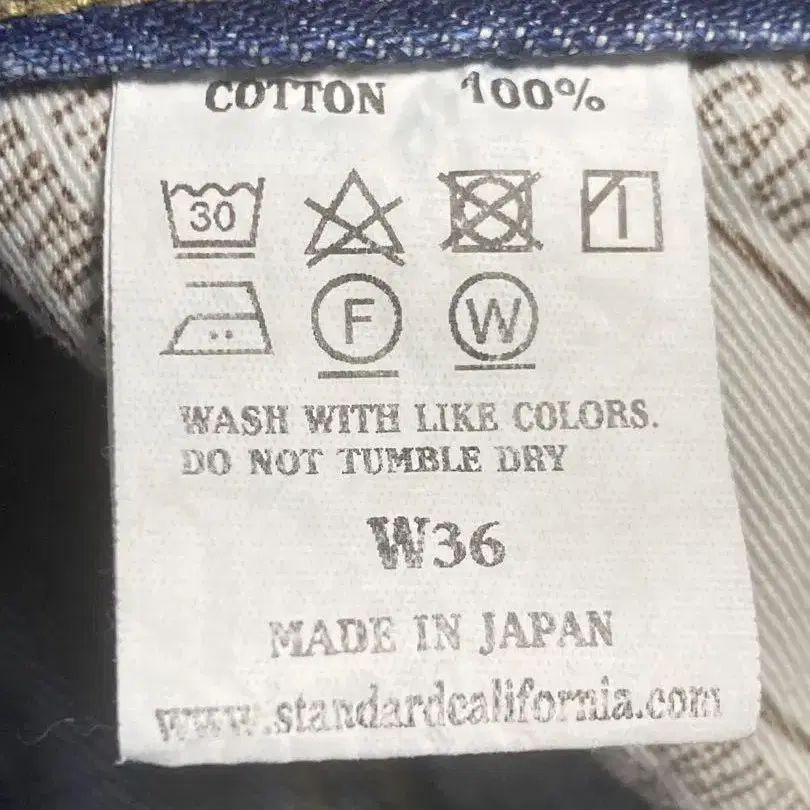 COTTON 100%
30
F W
WASH WITH LIKE COLORS.
DO NOT TUMBLE DRY
W36
MADE IN JAPAN
www.standardcalifornia.com